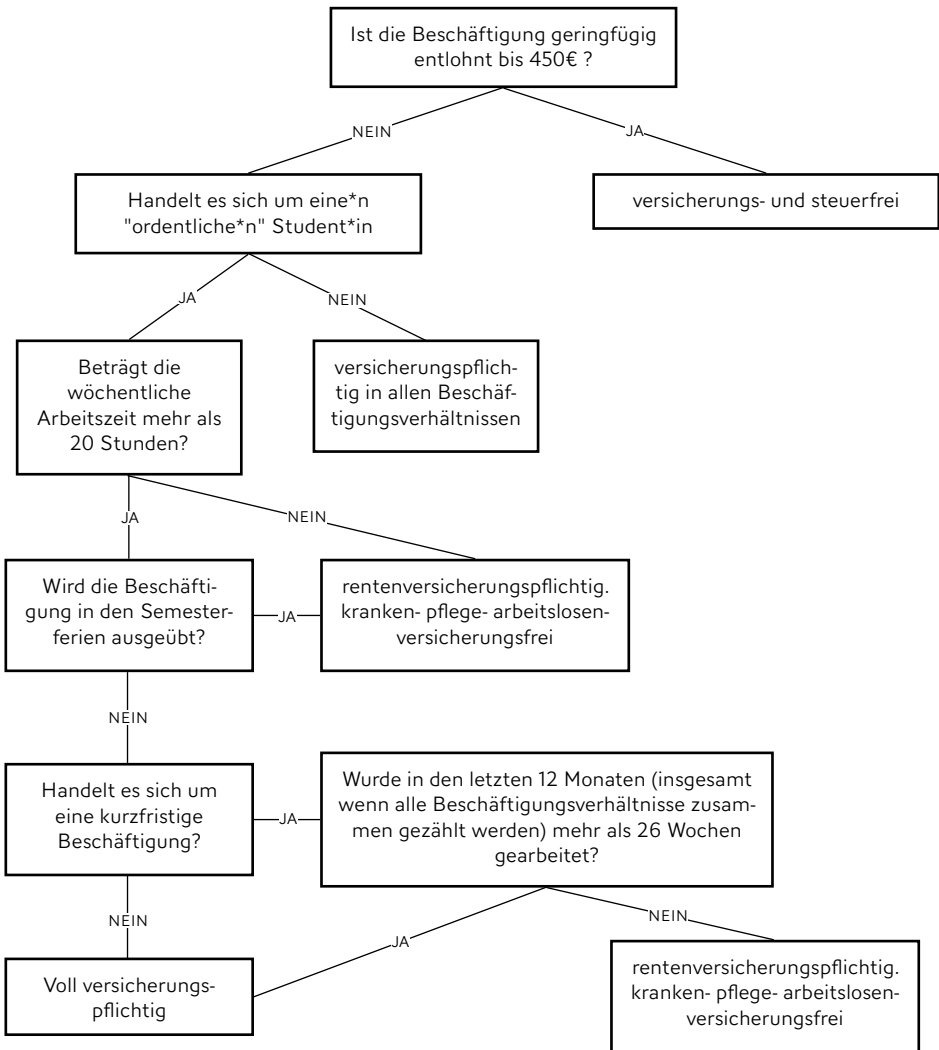 Ist die Beschäftigung geringfügig
entlohnt bis 450€ ?
NEIN
JA
Handelt es sich um eine*n
"ordentliche*n" Student*in
versicherungs- und steuerfrei
JA
NEIN
Beträgt die
wöchentliche
Arbeitszeit mehr als
20 Stunden?
versicherungspflich-
tig in allen Beschäf-
tigungsverhältnissen
JA
NEIN
Wird die Beschäfti-
gung in den Semester-
ferien ausgeübt?
JA
rentenversicherungspflichtig.
kranken- pflege- arbeitslosen-
versicherungsfrei
NEIN
Handelt es sich um
eine kurzfristige
Beschäftigung?
JA
Wurde in den letzten 12 Monaten (insgesamt
wenn alle Beschäftigungsverhältnisse zusam-
men gezählt werden) mehr als 26 Wochen
gearbeitet?
NEIN
JA
NEIN
Voll versicherungs-
pflichtig
rentenversicherungspflichtig.
kranken- pflege- arbeitslosen-
versicherungsfrei